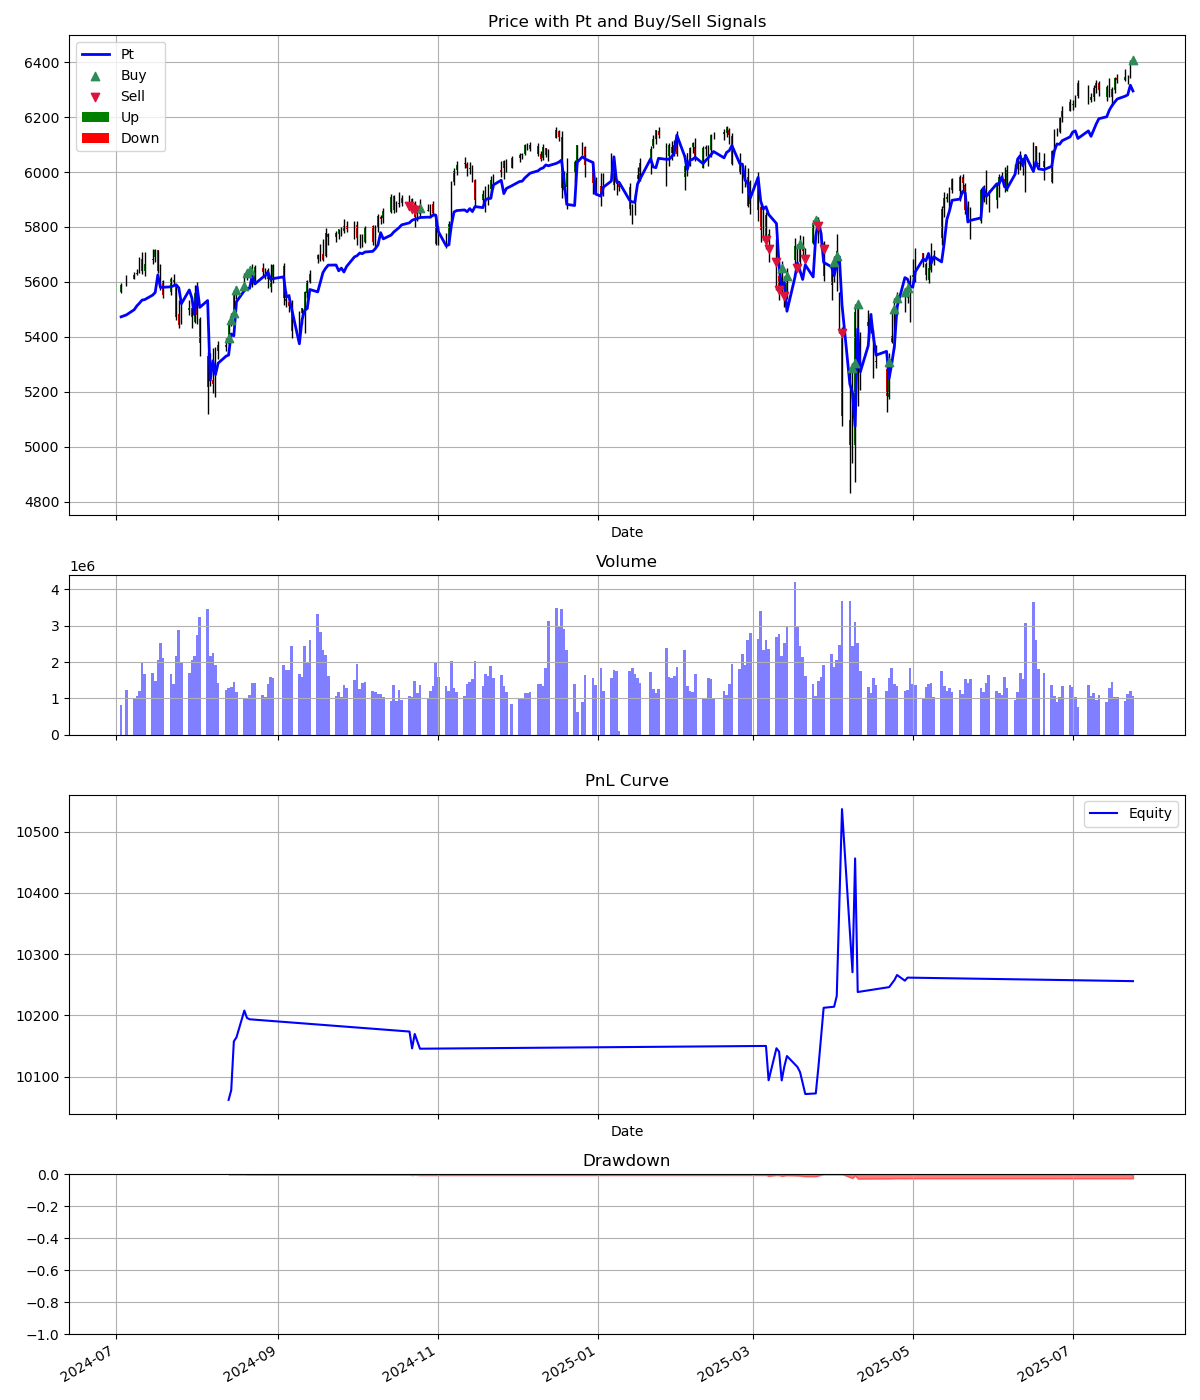 Price with Pt and Buy/Sell Signals
Pt
Buy
Sell
Up
Down
6400
6200
6000
5800
5600
5400
5200
5000
4800
Date
Volume
1e6
4
3
2
1
0
PnL Curve
Equity
10500
10400
10300
10200
10100
Date
Drawdown
0.0
−0.2
−0.4
−0.6
−0.8
−1.0
2024-07
2024-09
2024-11
2025-01
2025-03
2025-05
2025-07